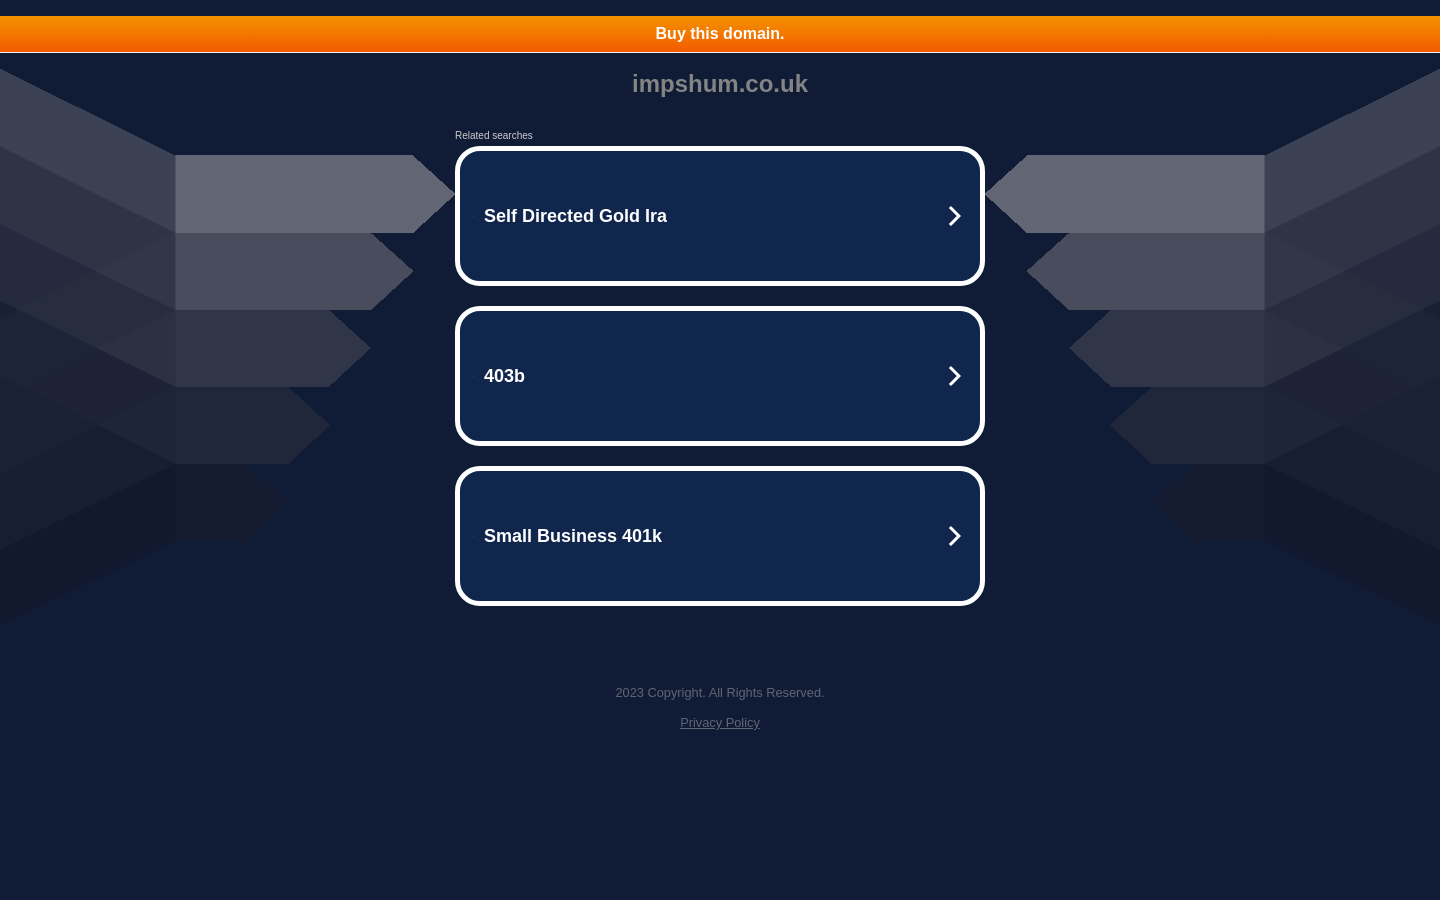 Buy this domain.
impshum.co.uk
Related searches
Self Directed Gold Ira
403b
Small Business 401k
2023 Copyright. All Rights Reserved.
Privacy Policy